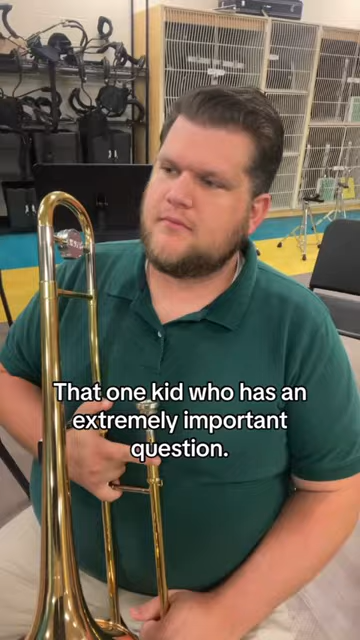 That one kid who has an
extremely important
question.